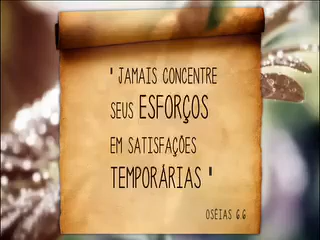 " JAMAIS CONCENTRE
SEUS ESFORÇOS
EM SATISFAÇÕES
TEMPORÁRIAS "
OSÉIAS 6.6